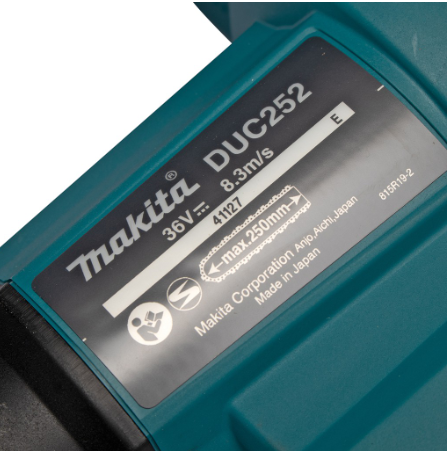 Makita® DUC252
36V⎓ 8.3m/s
41127 E
max.250mm
Makita Corporation Anjo,Aichi,Japan
Made in Japan
815R19-2